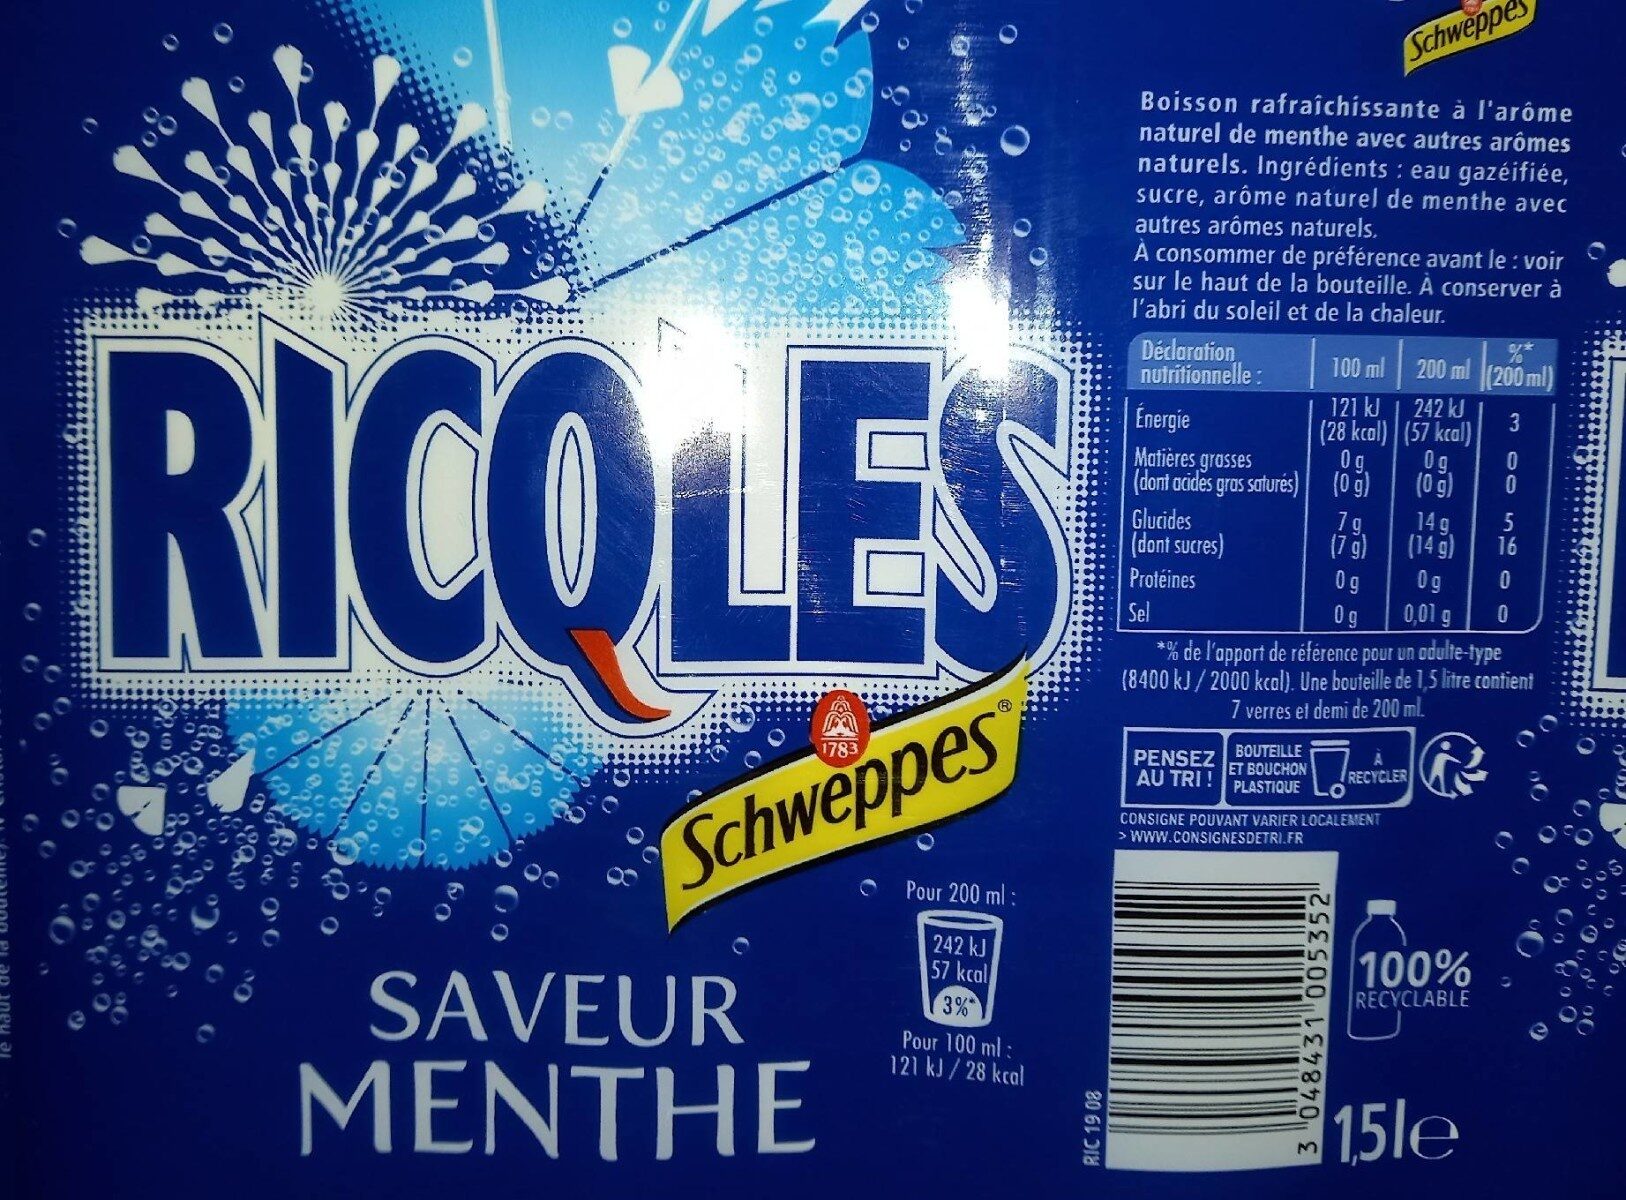 RICQLES
1783
Schweppes®
SAVEUR
MENTHE
Pour 200 ml :
242 kJ
57 kcal
3%*
Pour 100 ml :
121 kJ / 28 kcal
Schweppes
Boisson rafraîchissante à l'arôme
naturel de menthe avec autres arômes
naturels. Ingrédients : eau gazéifiée,
sucre, arôme naturel de menthe avec
autres arômes naturels.
À consommer de préférence avant le : voir
sur le haut de la bouteille. À conserver à
l'abri du soleil et de la chaleur.
Déclaration nutritionnelle : 100 ml 200 ml %* (200 ml)
Énergie 121 kJ (28 kcal) 242 kJ (57 kcal) 3
Matières grasses 0 g 0 g 0
(dont acides gras saturés) (0 g) (0 g) 0
Glucides 7 g 14 g 5
(dont sucres) (7 g) (14 g) 16
Protéines 0 g 0 g 0
Sel 0 g 0,01 g 0
*% de l'apport de référence pour un adulte-type
(8400 kJ / 2000 kcal). Une bouteille de 1,5 litre contient
7 verres et demi de 200 ml.
PENSEZ
AU TRI !
BOUTEILLE
ET BOUCHON
PLASTIQUE
À
RECYCLER
CONSIGNE POUVANT VARIER LOCALEMENT
> WWW.CONSIGNESDETRI.FR
3 048431 005352
100%
RECYCLABLE
RIC 19 08
1,5le
le haut de la bouteille,